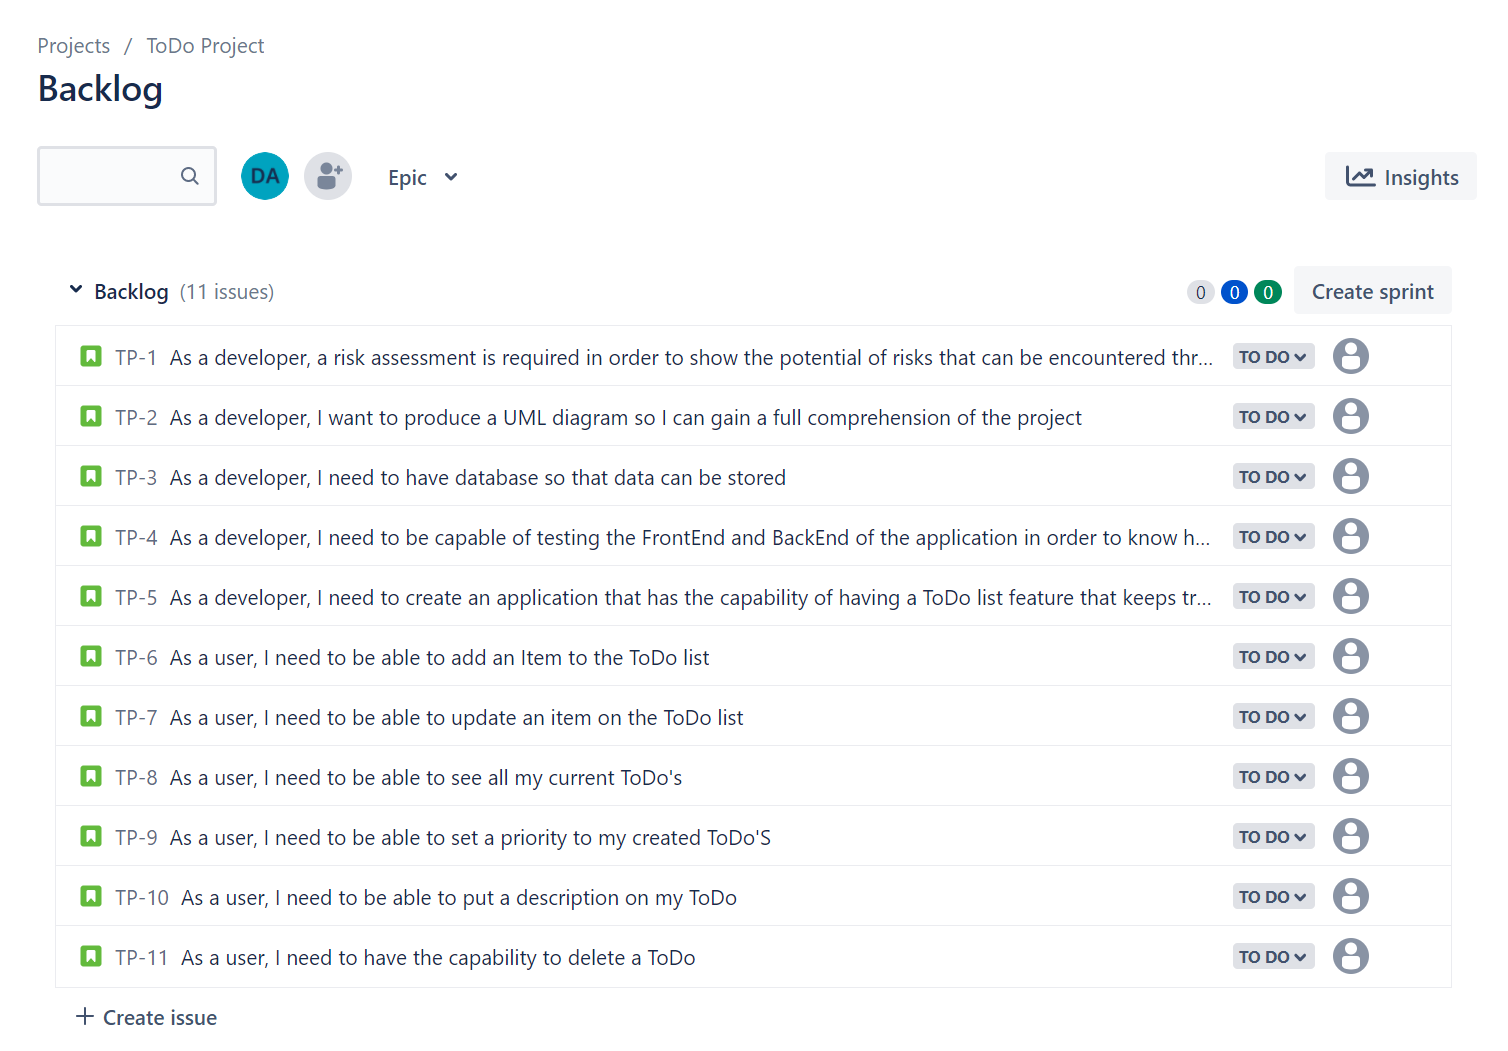 Projects / ToDo Project
Backlog
DA Epic Insights
Backlog (11 issues) 0 0 0 Create sprint
TP-1 As a developer, a risk assessment is required in order to show the potential of risks that can be encountered thr... TO DO
TP-2 As a developer, I want to produce a UML diagram so I can gain a full comprehension of the project TO DO
TP-3 As a developer, I need to have database so that data can be stored TO DO
TP-4 As a developer, I need to be capable of testing the FrontEnd and BackEnd of the application in order to know h... TO DO
TP-5 As a developer, I need to create an application that has the capability of having a ToDo list feature that keeps tr... TO DO
TP-6 As a user, I need to be able to add an Item to the ToDo list TO DO
TP-7 As a user, I need to be able to update an item on the ToDo list TO DO
TP-8 As a user, I need to be able to see all my current ToDo's TO DO
TP-9 As a user, I need to be able to set a priority to my created ToDo'S TO DO
TP-10 As a user, I need to be able to put a description on my ToDo TO DO
TP-11 As a user, I need to have the capability to delete a ToDo TO DO
Create issue